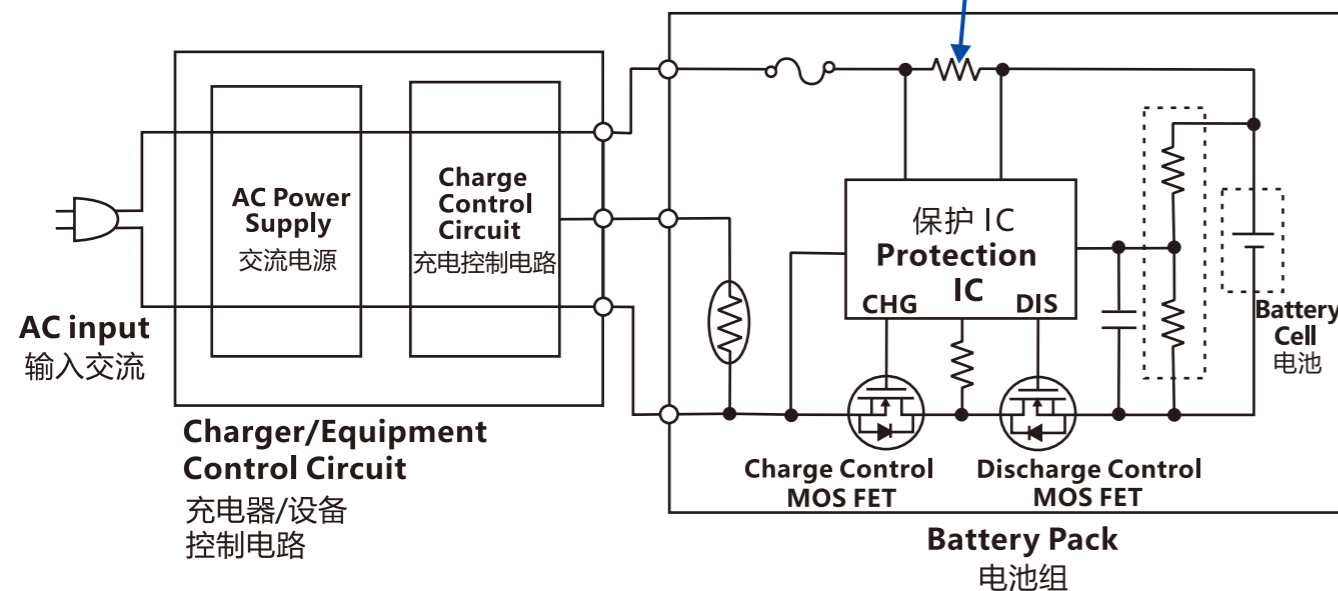 AC Power
Supply
交流电源
Charge
Control
Circuit
充电控制电路
保护 IC
Protection
IC
CHG
DIS
AC input
输入交流
Battery
Cell
电池
Charger/Equipment
Control Circuit
充电器/设备
控制电路
Charge Control
MOS FET
Discharge Control
MOS FET
Battery Pack
电池组